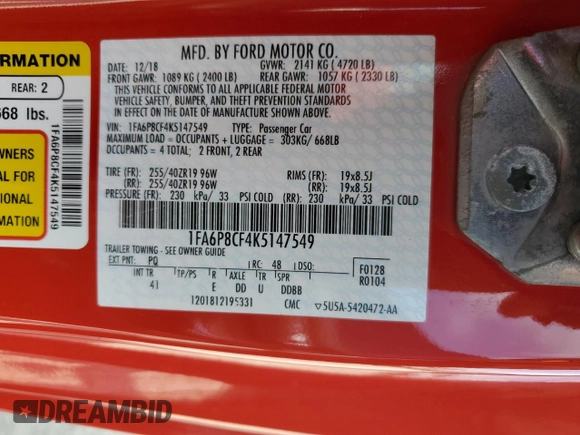 ORMATION
REAR: 2
668 lbs.
1FA6P8CF4K5147549
WNERS
AL FOR
TIONAL
RMATION
MFD. BY FORD MOTOR CO.
DATE: 12/18 GVWR: 2141 KG (4720 LB)
FRONT GAWR: 1089 KG (2400 LB) REAR GAWR: 1057 KG (2330 LB)
THIS VEHICLE CONFORMS TO ALL APPLICABLE FEDERAL MOTOR
VEHICLE SAFETY, BUMPER, AND THEFT PREVENTION STANDARDS IN
EFFECT ON THE DATE OF MANUFACTURE SHOWN ABOVE.
VIN: 1FA6P8CF4K5147549 TYPE: Passenger Car
MAXIMUM LOAD = OCCUPANTS + LUGGAGE = 303KG/ 668LB
OCCUPANTS = 4 TOTAL: 2 FRONT, 2 REAR
TIRE (FR): 255/40ZR19 96W RIMS (FR): 19x8.5J
(RR): 255/40ZR19 96W (RR): 19x8.5J
PRESSURE (FR): 230 kPa/ 33 PSI COLD (RR): 230 kPa/ 33 PSI COLD
1FA6P8CF4K5147549
TRAILER TOWING - SEE OWNER GUIDE
EXT PNT: PQ RC: 48 DSO: F0128
INT TR TP/PS R AXLE TR SPR R0104
41 E DD U DDBB
1201812195331 CMC 5U5A-5420472-AA
DREAMBID